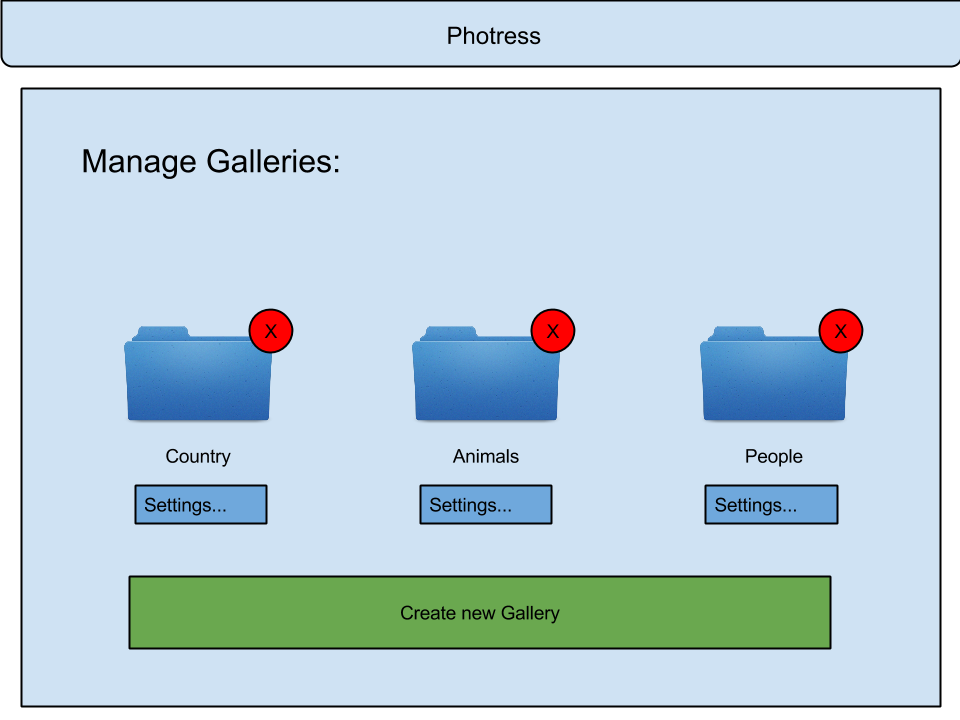 Photress
Manage Galleries:
X
X
X
Country
Animals
People
Settings...
Settings...
Settings...
Create new Gallery